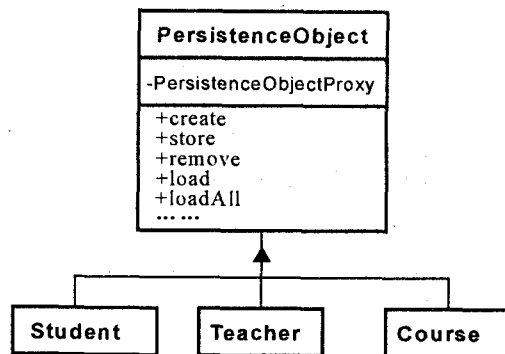 PersistenceObject
-PersistenceObjectProxy
+create
+store
+remove
+load
+loadAll
... ...
Student Teacher Course